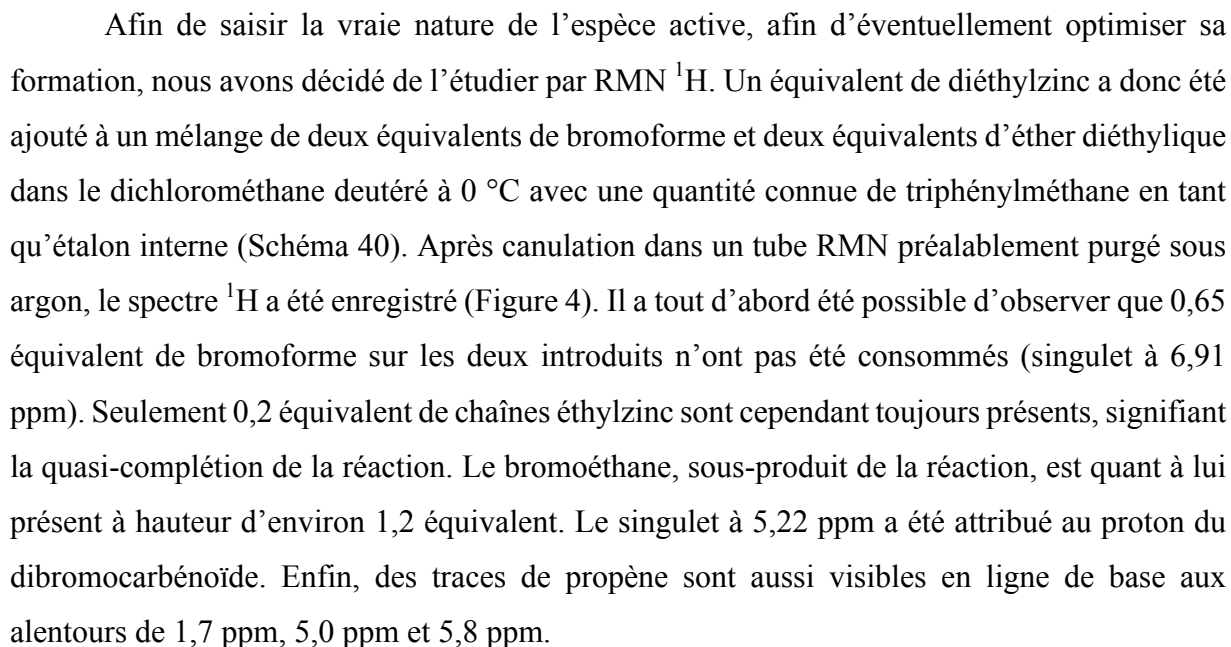 Afin de saisir la vraie nature de l’espèce active, afin d’éventuellement optimiser sa
formation, nous avons décidé de l’étudier par RMN ¹H. Un équivalent de diéthylzinc a donc été
ajouté à un mélange de deux équivalents de bromoforme et deux équivalents d’éther diéthylique
dans le dichlorométhane deutéré à 0 °C avec une quantité connue de triphénylméthane en tant
qu’étalon interne (Schéma 40). Après canulation dans un tube RMN préalablement purgé sous
argon, le spectre ¹H a été enregistré (Figure 4). Il a tout d’abord été possible d’observer que 0,65
équivalent de bromoforme sur les deux introduits n’ont pas été consommés (singulet à 6,91
ppm). Seulement 0,2 équivalent de chaînes éthylzinc sont cependant toujours présents, signifiant
la quasi-complétion de la réaction. Le bromoéthane, sous-produit de la réaction, est quant à lui
présent à hauteur d’environ 1,2 équivalent. Le singulet à 5,22 ppm a été attribué au proton du
dibromocarbénoïde. Enfin, des traces de propène sont aussi visibles en ligne de base aux
alentours de 1,7 ppm, 5,0 ppm et 5,8 ppm.